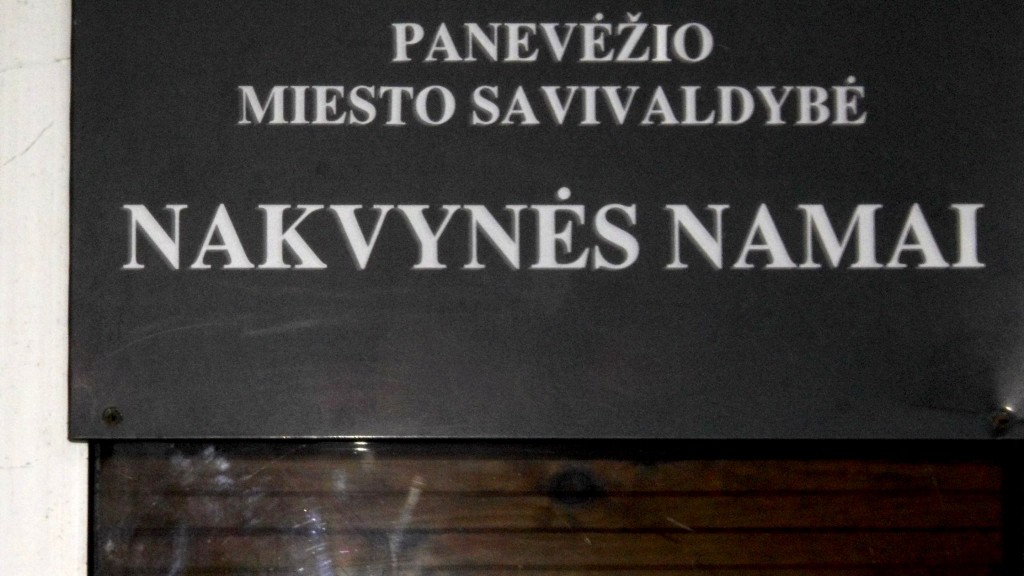 PANEVĖŽIO
MIESTO SAVIVALDYBĖ
NAKVYNĖS NAMAI